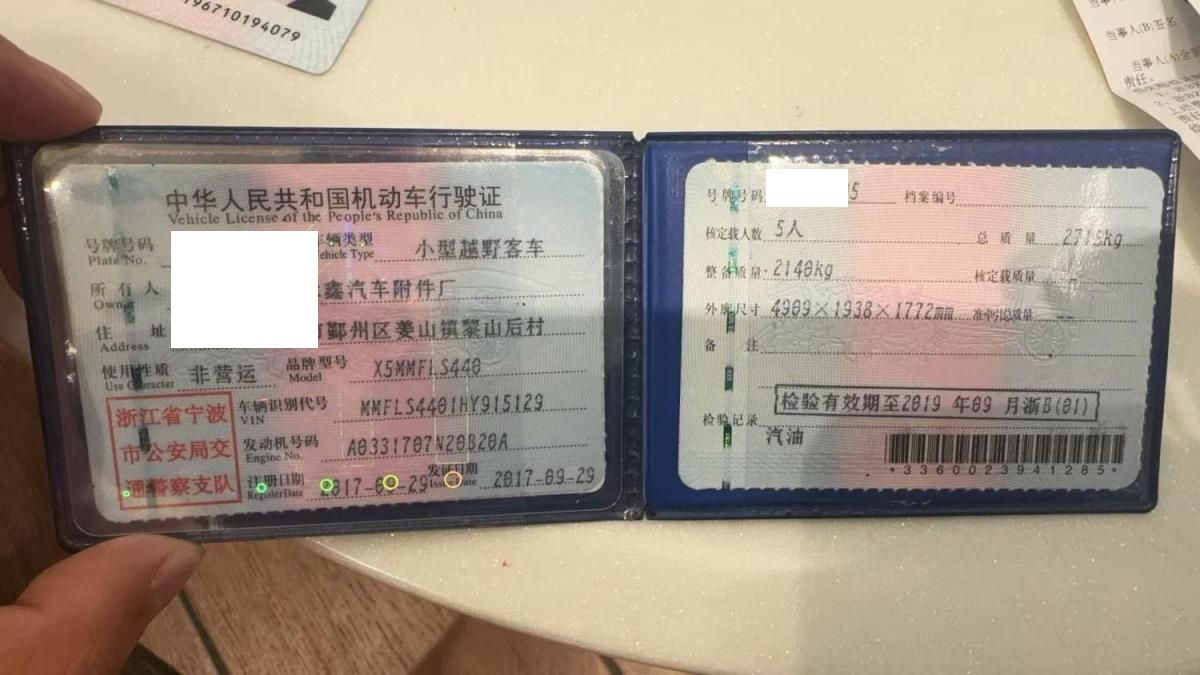 196710194079
当事人(B)签名
当事人(A)全部
责任。
中华人民共和国机动车行驶证
Vehicle License of the People's Republic of China
号牌号码
Plate No.
车辆类型 小型越野客车
Vehicle Type
所有人 鑫汽车附件厂
Owner
住址 鄞州区姜山镇黎山后村
Address
使用性质 非营运
Use Character
品牌型号 X5MMFLS440
Model
浙江省宁波
市公安局交
通警察支队
车辆识别代号 MMFLS4401HY915129
VIN
发动机号码 A0331707N20B20A
Engine No.
注册日期 2017-09-29
Register Date
发证日期 2017-09-29
Issue Date
号牌号码 5 档案编号
核定载人数 5人 总质量
整备质量 2140kg 核定载质量 --
外廓尺寸 4909×1938×1772mm 准牵引总质量 --
备注
检验有效期至2019 年09 月浙B(01)
检验记录
汽油
*3360023941285*